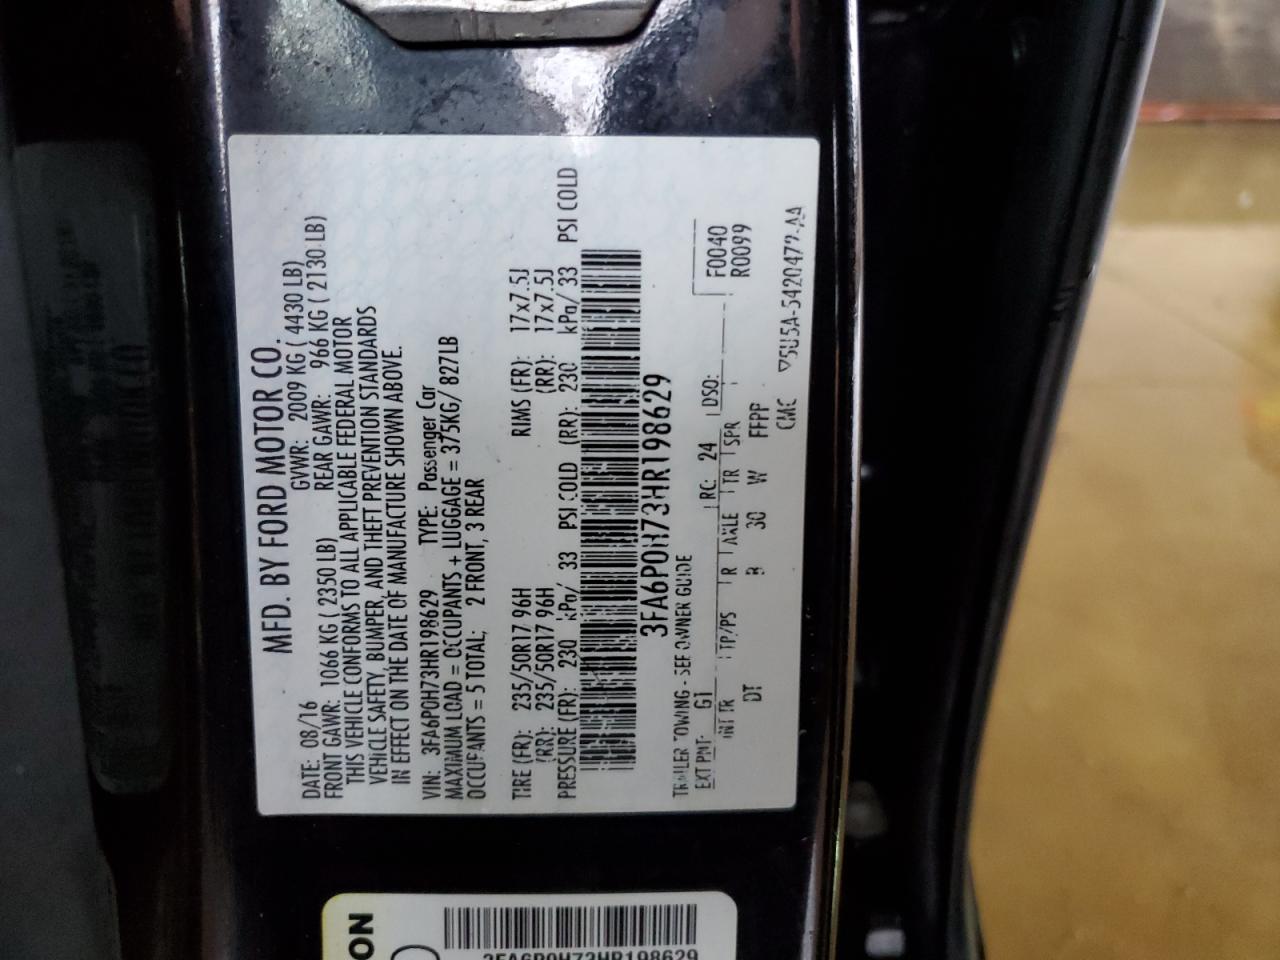 MFD. BY FORD MOTOR CO.
DATE: 08/16 GVWR: 2009 KG ( 4430 LB)
FRONT GAWR: 1066 KG ( 2350 LB) REAR GAWR: 966 KG ( 2130 LB)
THIS VEHICLE CONFORMS TO ALL APPLICABLE FEDERAL MOTOR
VEHICLE SAFETY, BUMPER, AND THEFT PREVENTION STANDARDS
IN EFFECT ON THE DATE OF MANUFACTURE SHOWN ABOVE.
VIN: 3FA6P0H73HR198629 TYPE: Passenger Car
MAXIMUM LOAD = OCCUPANTS + LUGGAGE = 375KG/ 827LB
OCCUPANTS = 5 TOTAL; 2 FRONT, 3 REAR
TIRE (FR): 235/50R17 96H RIMS (FR): 17x7.5J
(RR): 235/50R17 96H (RR): 17x7.5J
PRESSURE (FR): 230 kPa/ 33 PSI COLD (RR): 230 kPa/ 33 PSI COLD
3FA6P0H73HR198629
TRAILER TOWING - SEE OWNER GUIDE
F0040
EXT PNT: G1 RC: 24 DSO: R0099
INT TR TP/PS R AXLE TR SPR
DT B 30 W FFPP
CMC 5U5A-5420472-AA
3FA6P0H73HR198629